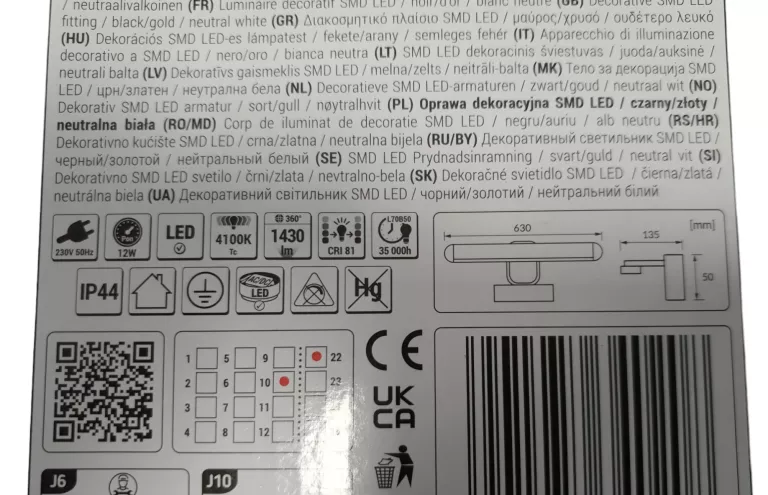 / neutraalivalkoinen (FR) Luminaire décoratif SMD LED / noir/d'or / blanc neutre (GB) Decorative SMD LED
fitting / black/gold / neutral white (GR) Διακοσμητικό πλαίσιο SMD LED / μαύρος/χρυσό / ουδέτερο λευκό
(HU) Dekorációs SMD LED-es lámpatest / fekete/arany / semleges fehér (IT) Apparecchio di illuminazione
decorativo a SMD LED / nero/oro / bianca neutra (LT) SMD LED dekoracinis šviestuvas / juoda/auksinė /
neutrali balta (LV) Dekoratīvs gaismeklis SMD LED / melna/zelts / neitrāli-balta (MK) Тело за декорација SMD
LED / црн/златен / неутрална бела (NL) Decoratieve SMD LED-armaturen / zwart/goud / neutraal wit (NO)
Dekorativ SMD LED armatur / sort/gull / nøytralhvit (PL) Oprawa dekoracyjna SMD LED / czarny/złoty /
neutralna biała (RO/MD) Corp de iluminat de decoratie SMD LED / negru/auriu / alb neutru (RS/HR)
Dekorativno kućište SMD LED / crna/zlatna / neutralna bijela (RU/BY) Декоративный светильник SMD LED /
черный/золотой / нейтральный белый (SE) SMD LED Prydnadsinramning / svart/guld / neutral vit (SI)
Dekorativno SMD LED svetilo / črni/zlata / nevtralno-bela (SK) Dekoračné svietidlo SMD LED / čierna/zlatá /
neutrálna biela (UA) Декоративний світильник SMD LED / чорний/золотий / нейтральний білий
230V 50Hz
12W
LED
4100K
Tc
360°
1430
lm
CRI 81
L70B50
35 000h
630
135
[mm]
50
IP44
LED
Hg
1 5 9 22
2 6 10 23
3 7 11
4 8 12
CE
UK
CA
J6
J10